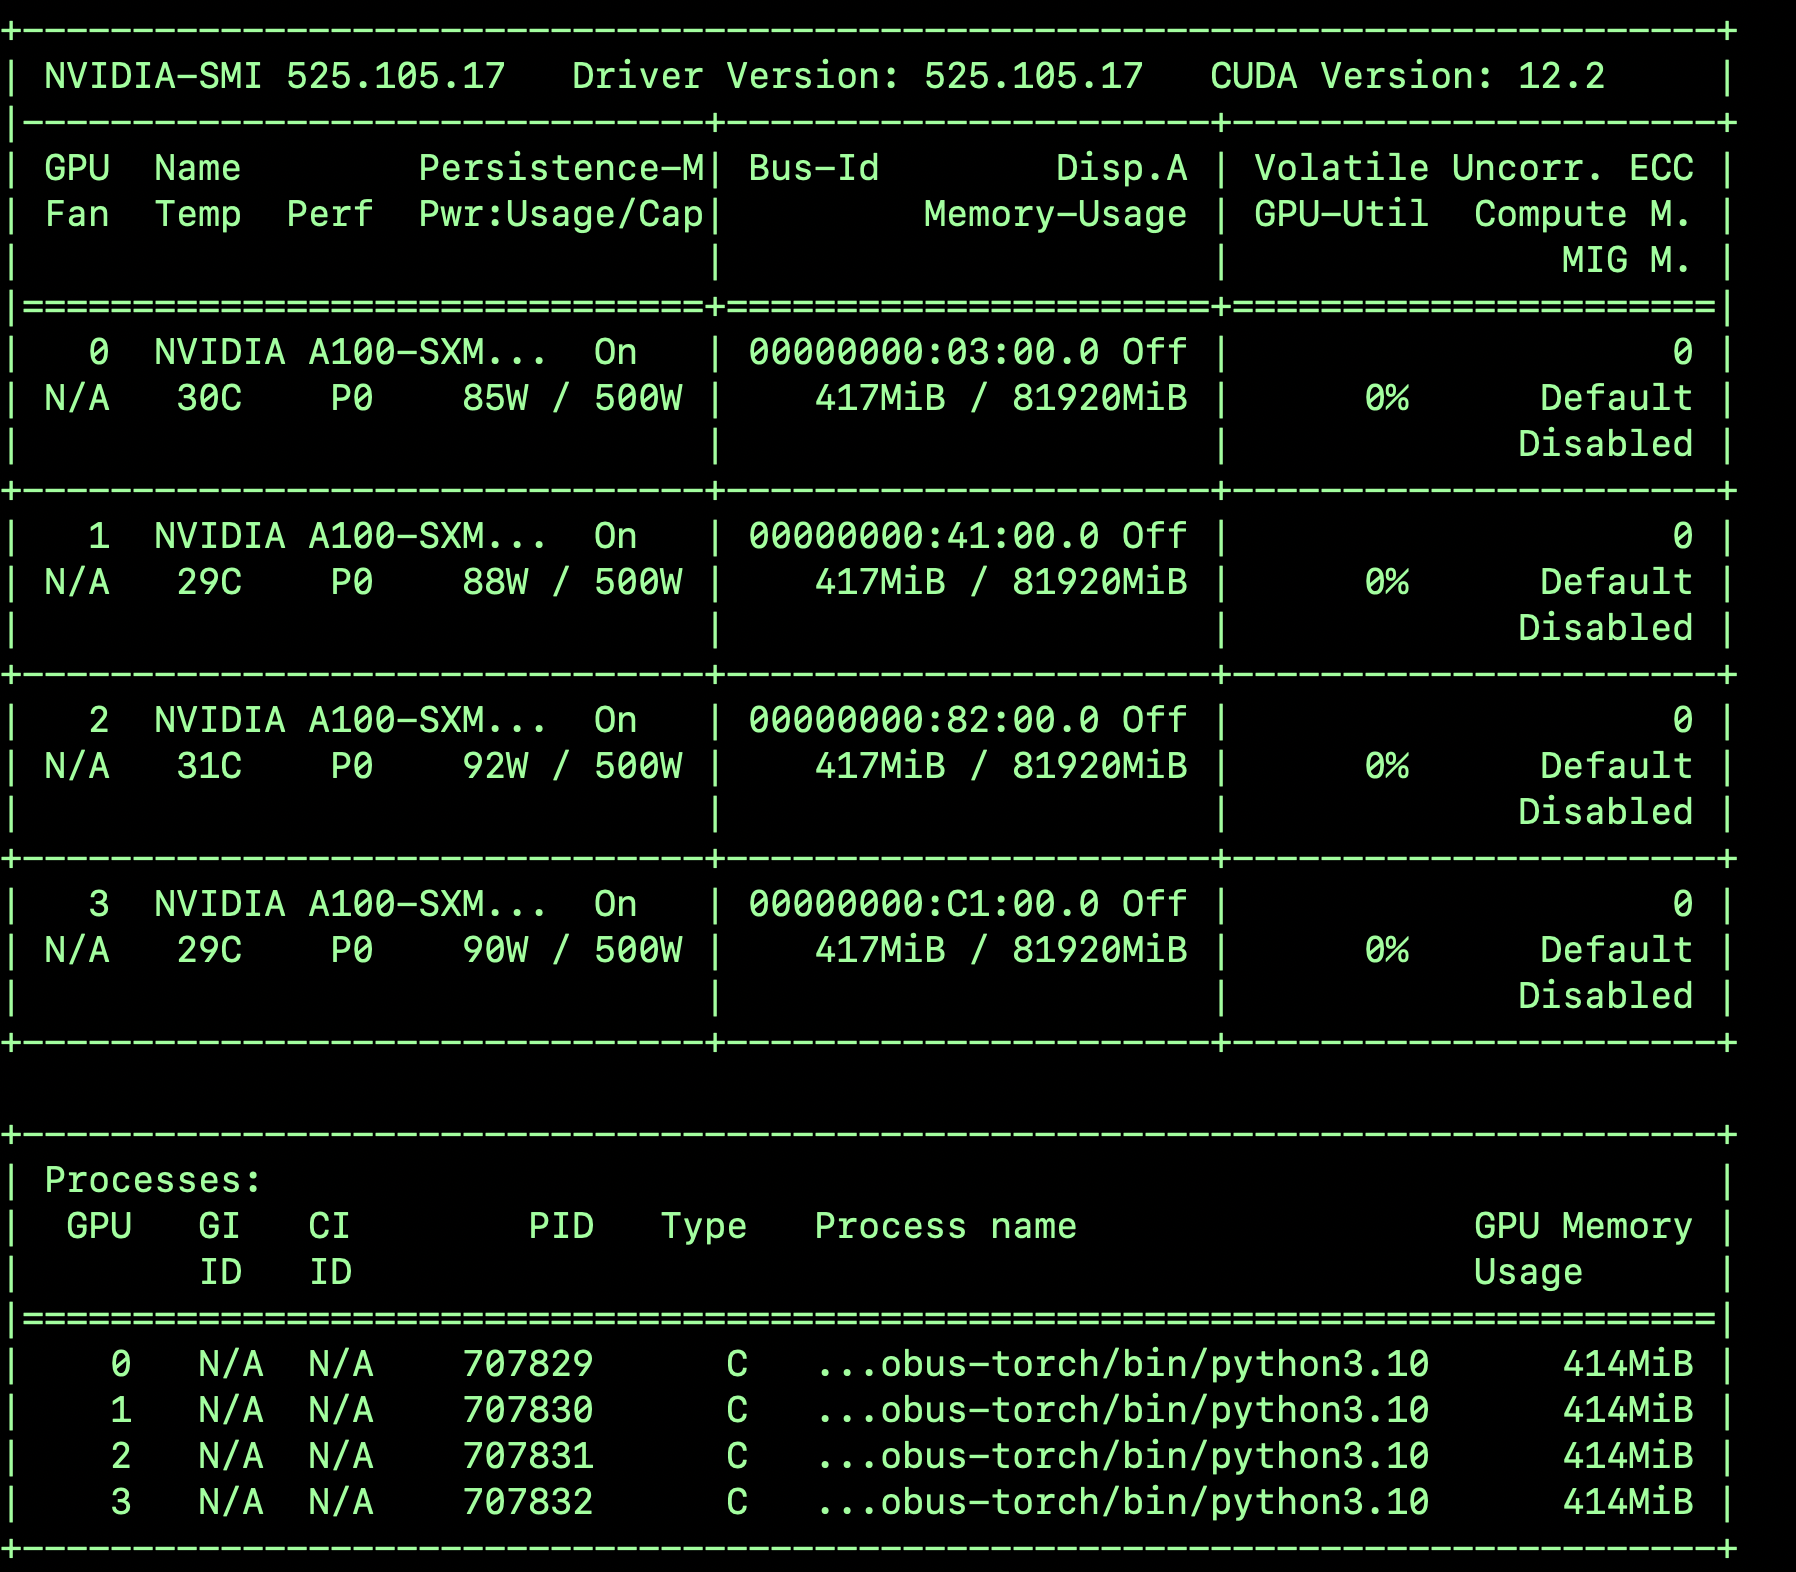 +-----------------------------------------------------------------------------+
| NVIDIA-SMI 525.105.17   Driver Version: 525.105.17   CUDA Version: 12.2     |
|-------------------------------+----------------------+----------------------+
| GPU  Name        Persistence-M| Bus-Id        Disp.A | Volatile Uncorr. ECC |
| Fan  Temp  Perf  Pwr:Usage/Cap|         Memory-Usage | GPU-Util  Compute M. |
|                               |                      |               MIG M. |
|===============================+======================+======================|
|   0  NVIDIA A100-SXM...  On   | 00000000:03:00.0 Off |                    0 |
| N/A   30C    P0    85W / 500W |    417MiB / 81920MiB |      0%      Default |
|                               |                      |             Disabled |
+-------------------------------+----------------------+----------------------+
|   1  NVIDIA A100-SXM...  On   | 00000000:41:00.0 Off |                    0 |
| N/A   29C    P0    88W / 500W |    417MiB / 81920MiB |      0%      Default |
|                               |                      |             Disabled |
+-------------------------------+----------------------+----------------------+
|   2  NVIDIA A100-SXM...  On   | 00000000:82:00.0 Off |                    0 |
| N/A   31C    P0    92W / 500W |    417MiB / 81920MiB |      0%      Default |
|                               |                      |             Disabled |
+-------------------------------+----------------------+----------------------+
|   3  NVIDIA A100-SXM...  On   | 00000000:C1:00.0 Off |                    0 |
| N/A   29C    P0    90W / 500W |    417MiB / 81920MiB |      0%      Default |
|                               |                      |             Disabled |
+-------------------------------+----------------------+----------------------+

+-----------------------------------------------------------------------------+
| Processes:                                                                  |
|  GPU   GI   CI        PID   Type   Process name                  GPU Memory |
|        ID   ID                                                   Usage      |
|=============================================================================|
|    0   N/A  N/A    707829      C   ...obus-torch/bin/python3.10      414MiB |
|    1   N/A  N/A    707830      C   ...obus-torch/bin/python3.10      414MiB |
|    2   N/A  N/A    707831      C   ...obus-torch/bin/python3.10      414MiB |
|    3   N/A  N/A    707832      C   ...obus-torch/bin/python3.10      414MiB |
+-----------------------------------------------------------------------------+